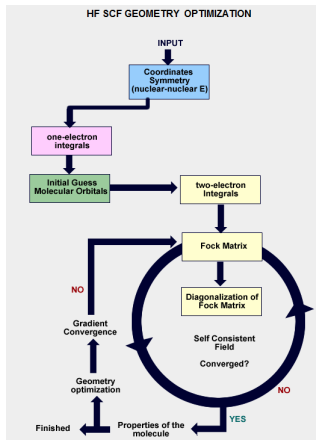 HF SCF GEOMETRY OPTIMIZATION
INPUT
Coordinates
Symmetry
(nuclear-nuclear E)
one-electron
integrals
Initial Guess
Molecular Orbitals
two-electron
Integrals
Fock Matrix
Diagonalization of
Fock Matrix
NO
Gradient
Convergence
Self Consistent
Field
Converged?
Geometry
optimization
NO
YES
Finished
Properties of the
molecule